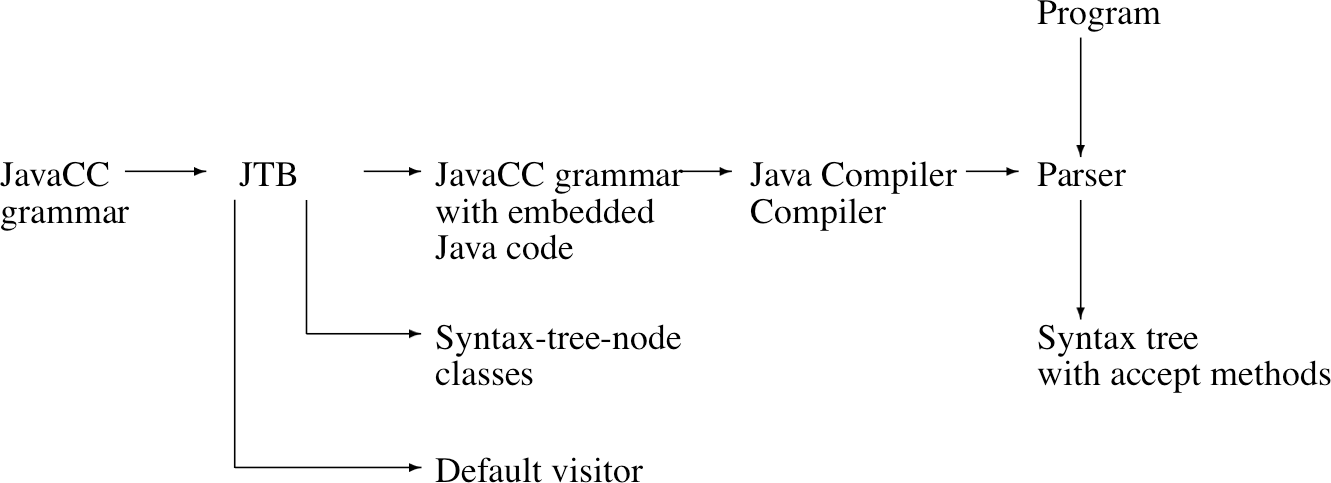 Program
JavaCC
grammar
JTB
JavaCC grammar
with embedded
Java code
Java Compiler
Compiler
Parser
Syntax-tree-node
classes
Syntax tree
with accept methods
Default visitor